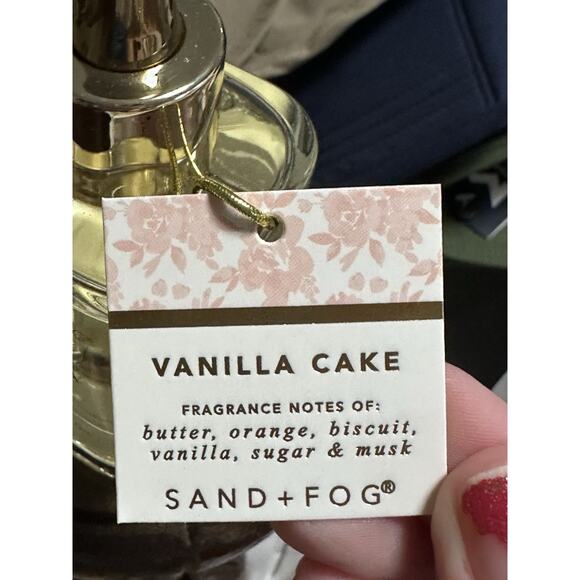 VANILLA CAKE
FRAGRANCE NOTES OF:
butter, orange, biscuit,
vanilla, sugar & musk
SAND+FOG®